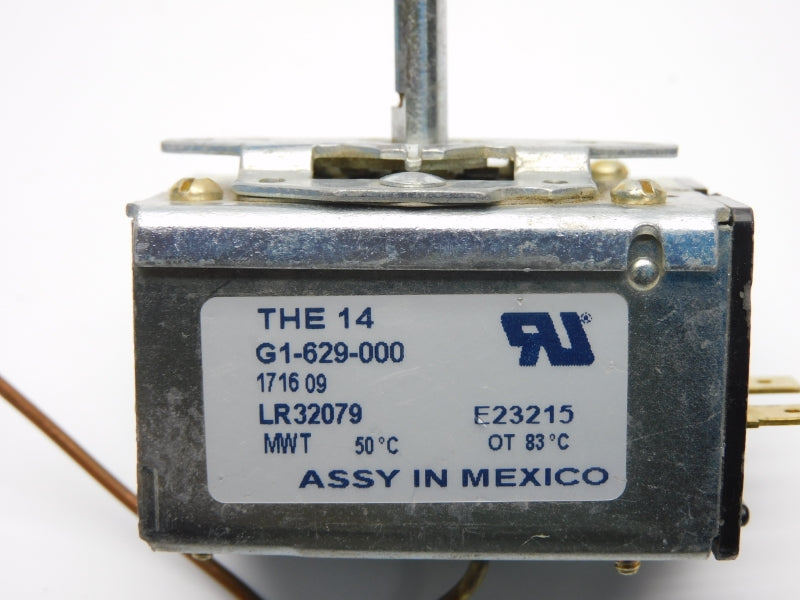 THE 14
G1-629-000
1716 09
LR32079 E23215
MWT 50°C OT 83°C
ASSY IN MEXICO